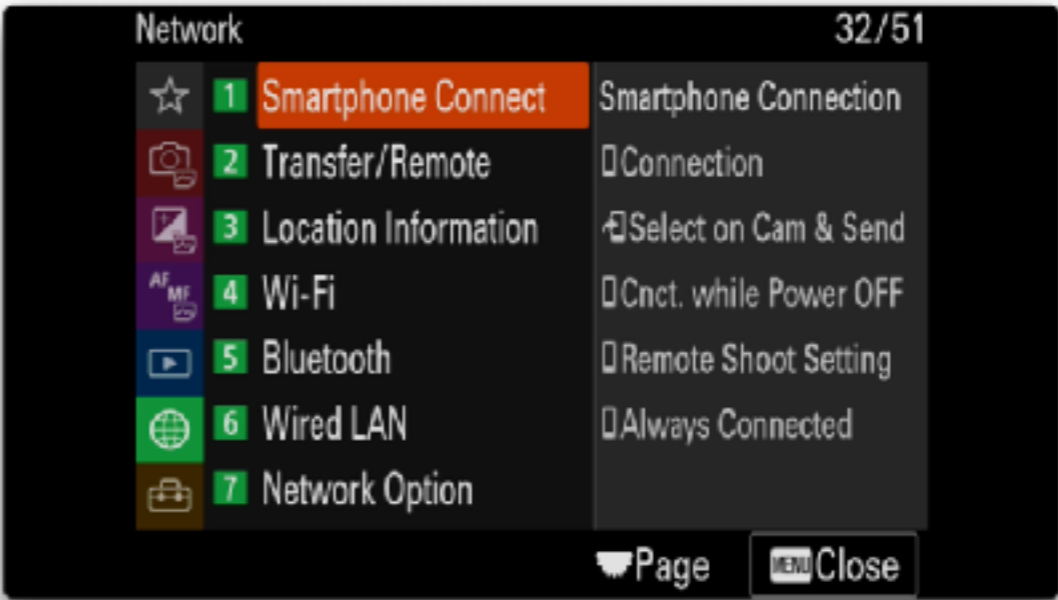 Network 32/51
1 Smartphone Connect
2 Transfer/Remote
3 Location Information
AF MF
4 Wi-Fi
5 Bluetooth
6 Wired LAN
7 Network Option
Smartphone Connection
Connection
Select on Cam & Send
Cnct. while Power OFF
Remote Shoot Setting
Always Connected
Page MENU Close